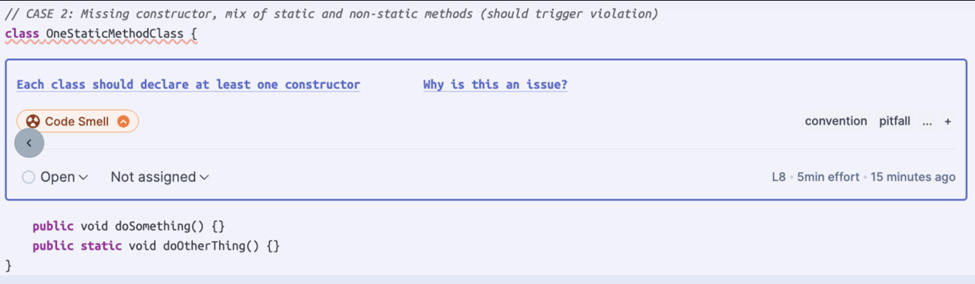 // CASE 2: Missing constructor, mix of static and non-static methods (should trigger violation)
class OneStaticMethodClass {
Each class should declare at least one constructor Why is this an issue?
Code Smell convention pitfall ... +
Open Not assigned L8 • 5min effort • 15 minutes ago
public void doSomething() {}
public static void doOtherThing() {}
}